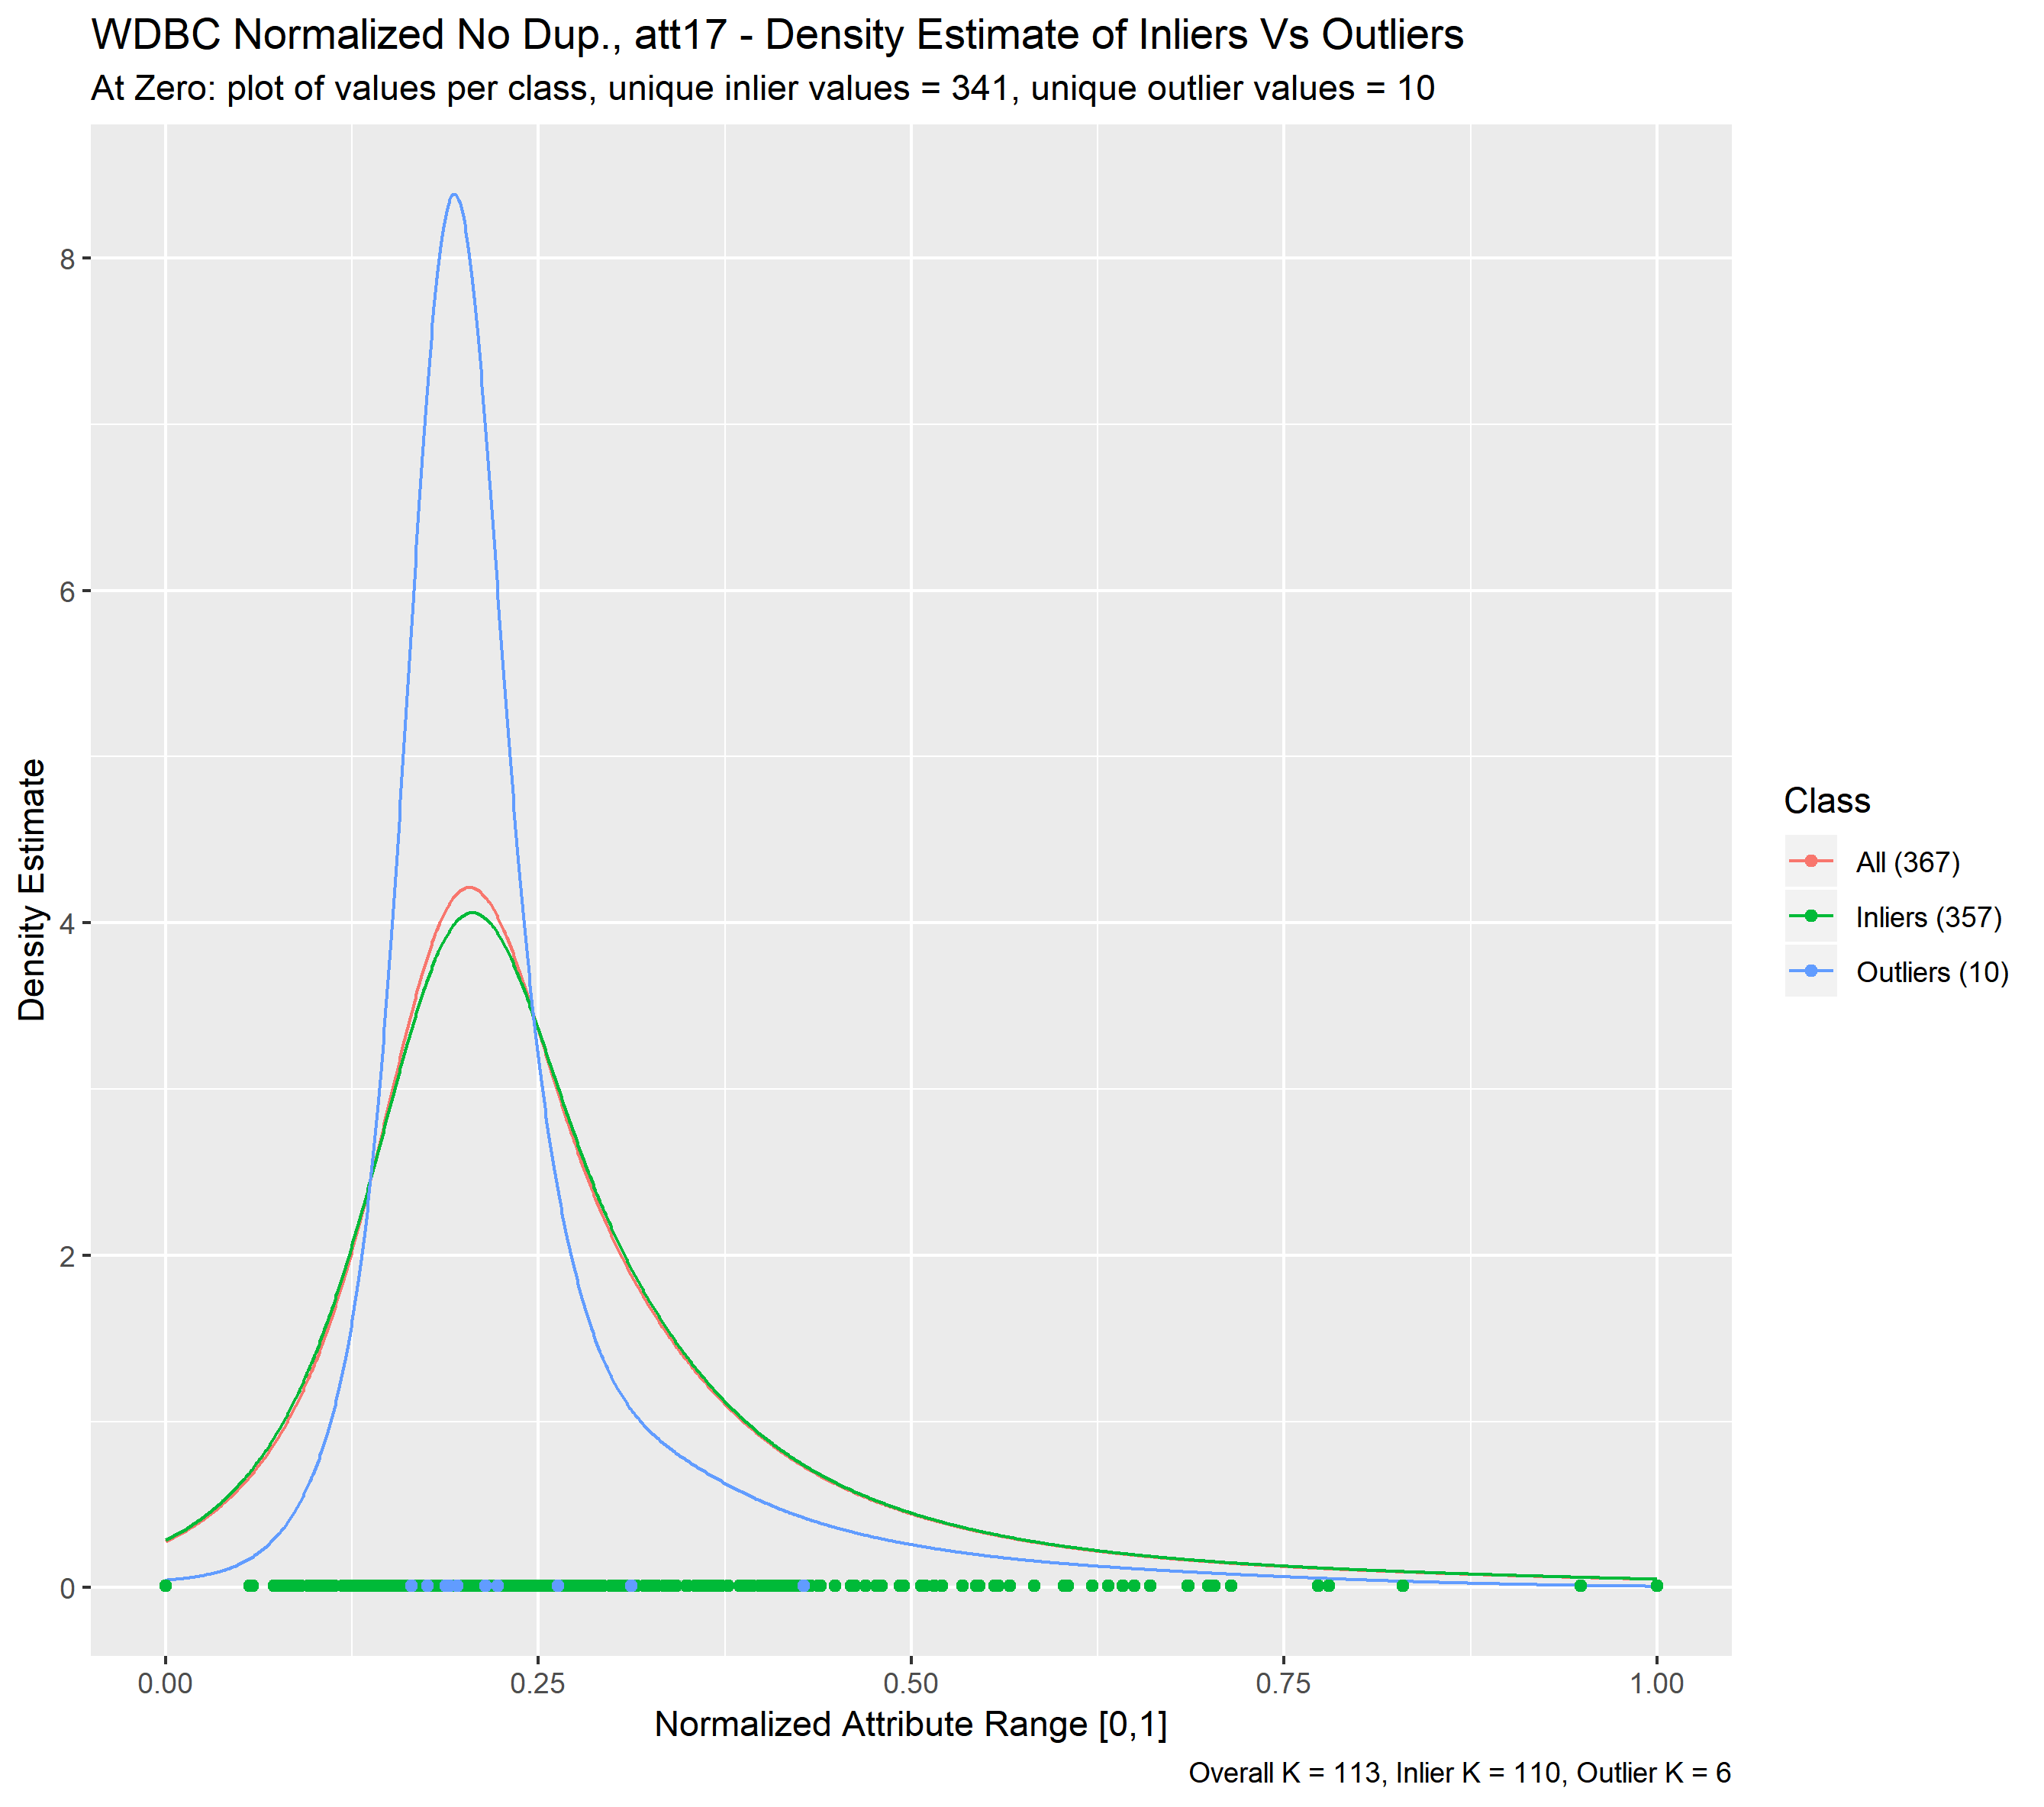 WDBC Normalized No Dup., att17 - Density Estimate of Inliers Vs Outliers
At Zero: plot of values per class, unique inlier values = 341, unique outlier values = 10
Density Estimate
8
6
4
2
0
0.00 0.25 0.50 0.75 1.00
Normalized Attribute Range [0,1]
Class
All (367)
Inliers (357)
Outliers (10)
Overall K = 113, Inlier K = 110, Outlier K = 6